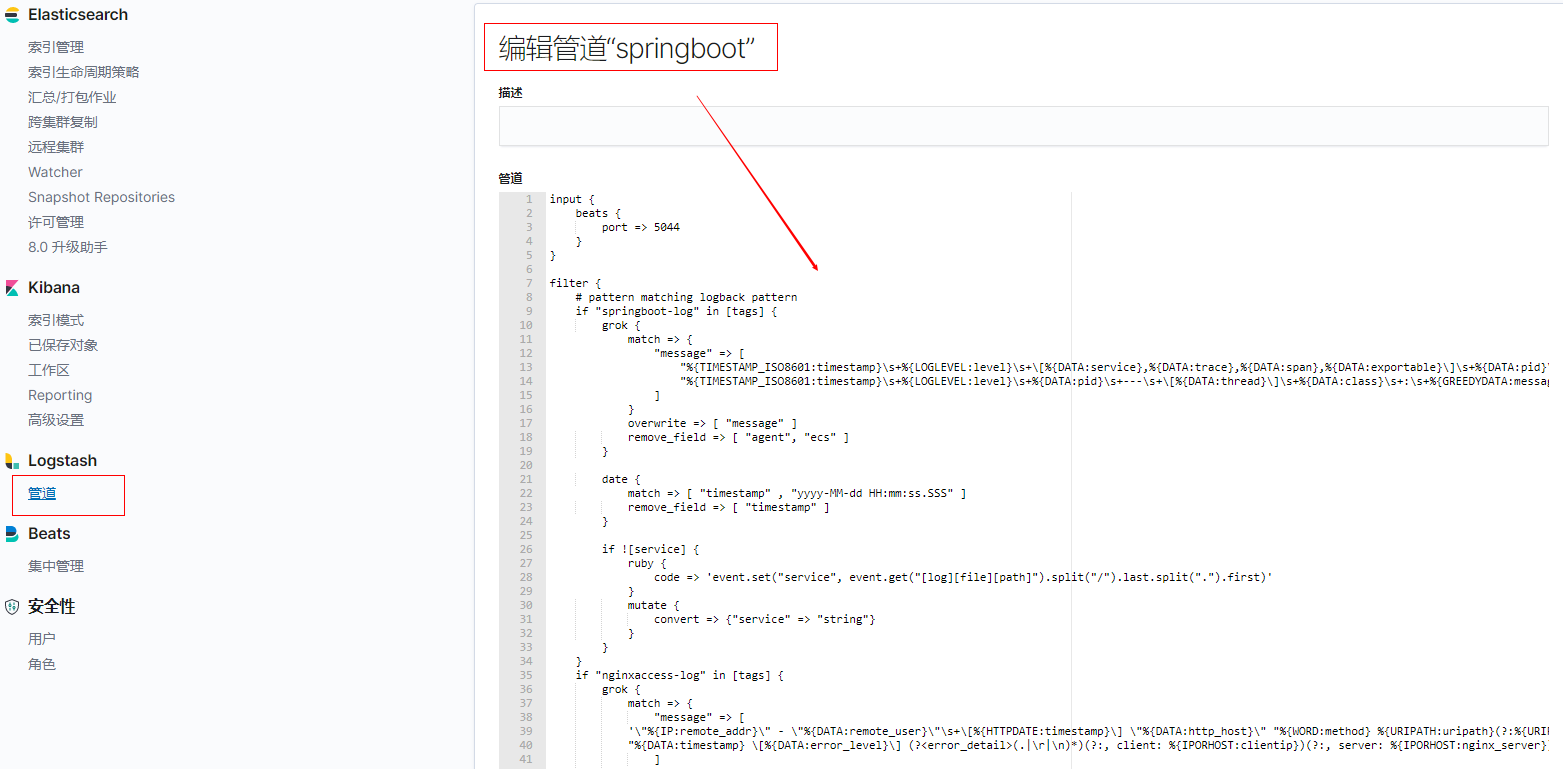 Elasticsearch
索引管理
索引生命周期策略
汇总/打包作业
跨集群复制
远程集群
Watcher
Snapshot Repositories
许可管理
8.0 升级助手
Kibana
索引模式
已保存对象
工作区
Reporting
高级设置
Logstash
管道
Beats
集中管理
安全性
用户
角色
编辑管道“springboot”
描述
管道
1 input {
2     beats {
3         port => 5044
4     }
5 }
6
7 filter {
8     # pattern matching logback pattern
9     if "springboot-log" in [tags] {
10         grok {
11             match => {
12                 "message" => [
13                     "%{TIMESTAMP_ISO8601:timestamp}\s+%{LOGLEVEL:level}\s+\[%{DATA:service},%{DATA:trace},%{DATA:span},%{DATA:exportable}\]\s+%{DATA:pid}\
14                     "%{TIMESTAMP_ISO8601:timestamp}\s+%{LOGLEVEL:level}\s+%{DATA:pid}\s+---\s+\[%{DATA:thread}\]\s+%{DATA:class}\s+:\s+%{GREEDYDATA:messag
15                 ]
16             }
17             overwrite => [ "message" ]
18             remove_field => [ "agent", "ecs" ]
19         }
20
21         date {
22             match => [ "timestamp" , "yyyy-MM-dd HH:mm:ss.SSS" ]
23             remove_field => [ "timestamp" ]
24         }
25
26         if ![service] {
27             ruby {
28                 code => 'event.set("service", event.get("[log][file][path]").split("/").last.split(".").first)'
29             }
30             mutate {
31                 convert => {"service" => "string"}
32             }
33         }
34     }
35     if "nginxaccess-log" in [tags] {
36         grok {
37             match => {
38                 "message" => [
39             '\"%{IP:remote_addr}\" - \"%{DATA:remote_user}\"\s+\[%{HTTPDATE:timestamp}\] \"%{DATA:http_host}\" "%{WORD:method} %{URIPATH:uripath}(?:%{URI
40             "%{DATA:timestamp} \[%{DATA:error_level}\] (?<error_detail>(.|\r|\n)*)(?:, client: %{IPORHOST:clientip})(?:, server: %{IPORHOST:nginx_server}
41                 ]